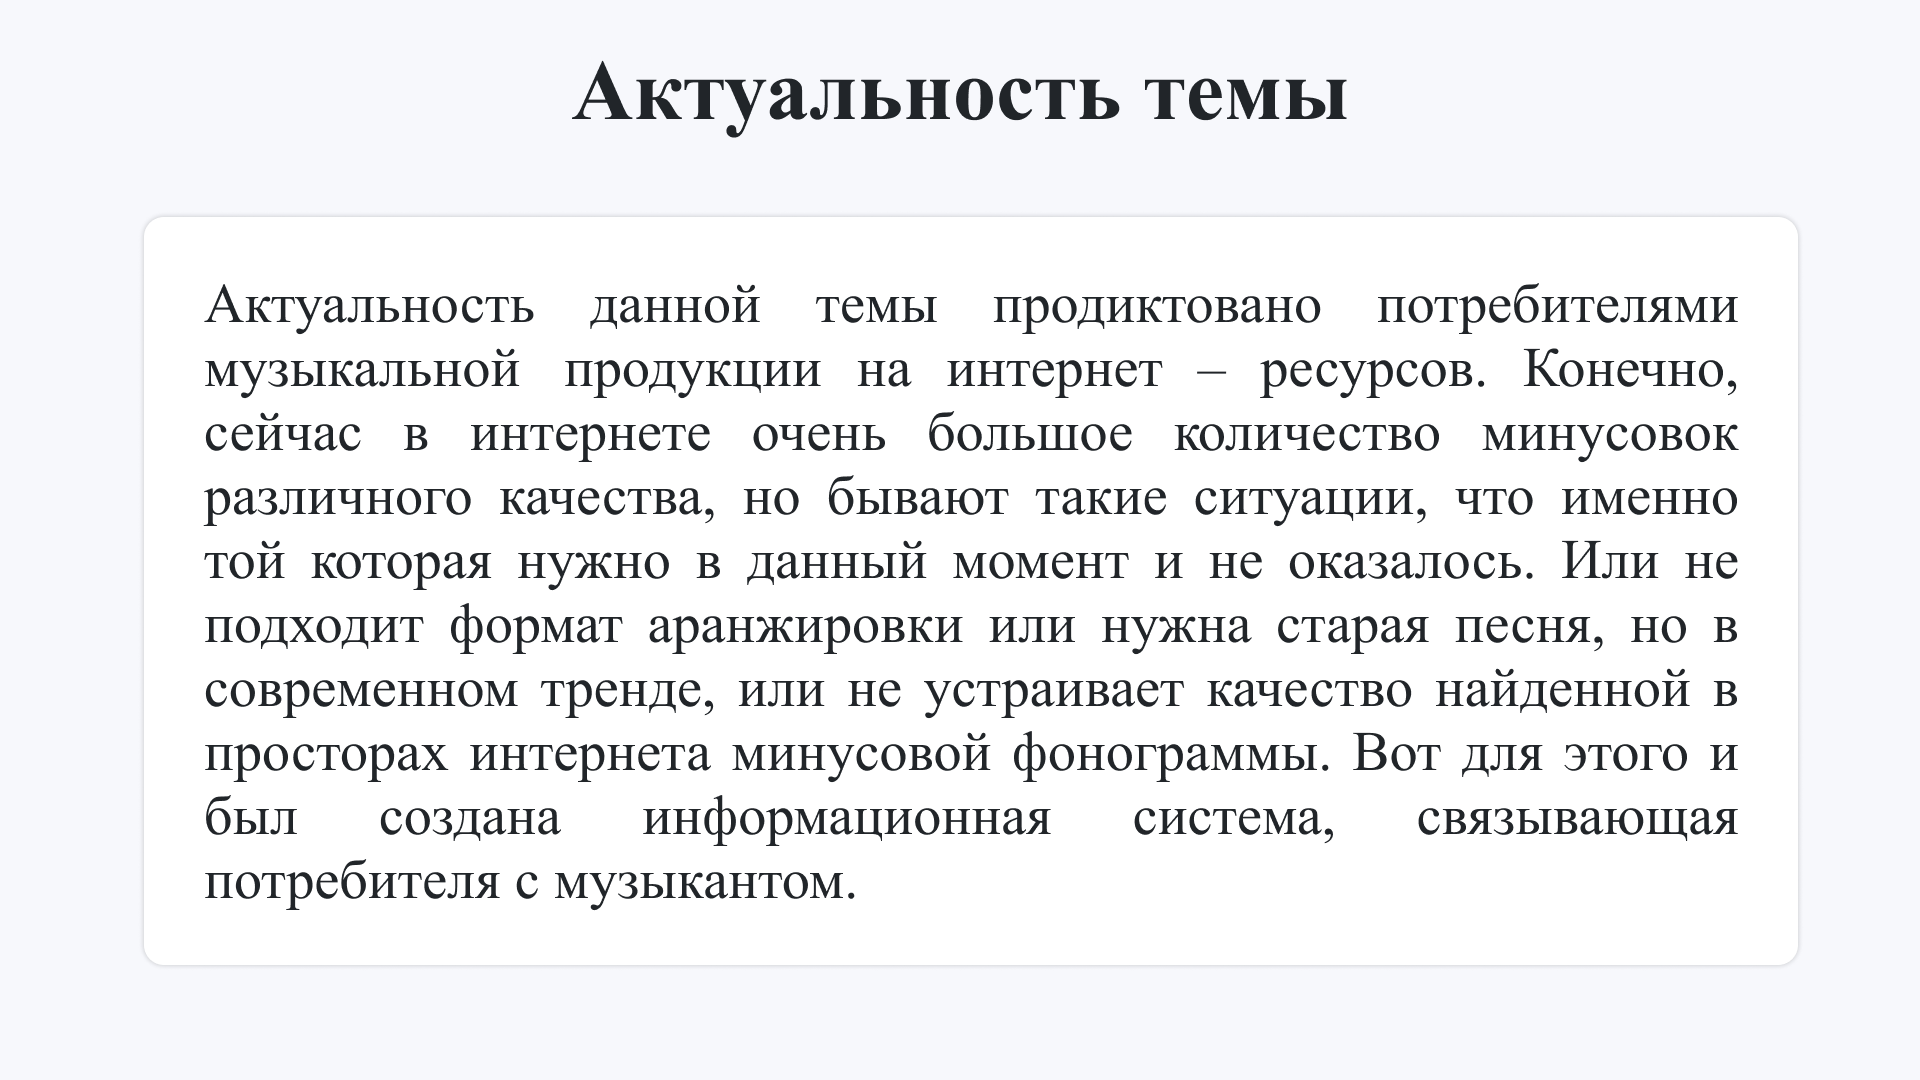 Актуальность темы
Актуальность данной темы продиктовано потребителями
музыкальной продукции на интернет – ресурсов. Конечно,
сейчас в интернете очень большое количество минусовок
различного качества, но бывают такие ситуации, что именно
той которая нужно в данный момент и не оказалось. Или не
подходит формат аранжировки или нужна старая песня, но в
современном тренде, или не устраивает качество найденной в
просторах интернета минусовой фонограммы. Вот для этого и
был создана информационная система, связывающая
потребителя с музыкантом.